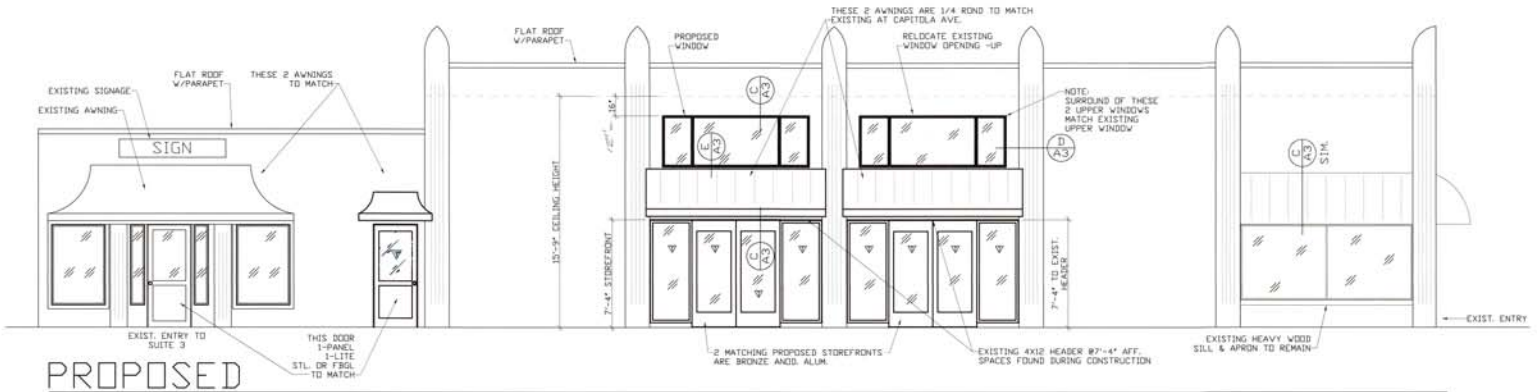 THESE 2 AWNINGS ARE 1/4 ROND TO MATCH
EXISTING AT CAPITOLA AVE.
FLAT ROOF
W/PARAPET
PROPOSED
WINDOW
RELOCATE EXISTING
WINDOW OPENING -UP
FLAT ROOF
W/PARAPET
THESE 2 AWNINGS
TO MATCH
EXISTING SIGNAGE
EXISTING AWNING
SIGN
16"
C
A3
NOTE:
SURROUND OF THESE
2 UPPER WINDOWS
MATCH EXISTING
UPPER WINDOW
E
A3
D
A3
C
A3
SIM.
15'-9" CEILING HEIGHT
7'-4" STOREFRONT
C
A3
7'-4" TO EXIST.
HEADER
EXIST. ENTRY TO
SUITE 3
THIS DOOR
1-PANEL
1-LITE
STL. OR FBGL
TO MATCH
2 MATCHING PROPOSED STOREFRONTS
ARE BRONZE ANOD. ALUM.
EXISTING 4X12 HEADER @7'-4" AFF.
SPACES FOUND DURING CONSTRUCTION
EXISTING HEAVY WOOD
SILL & APRON TO REMAIN
EXIST. ENTRY
PROPOSED